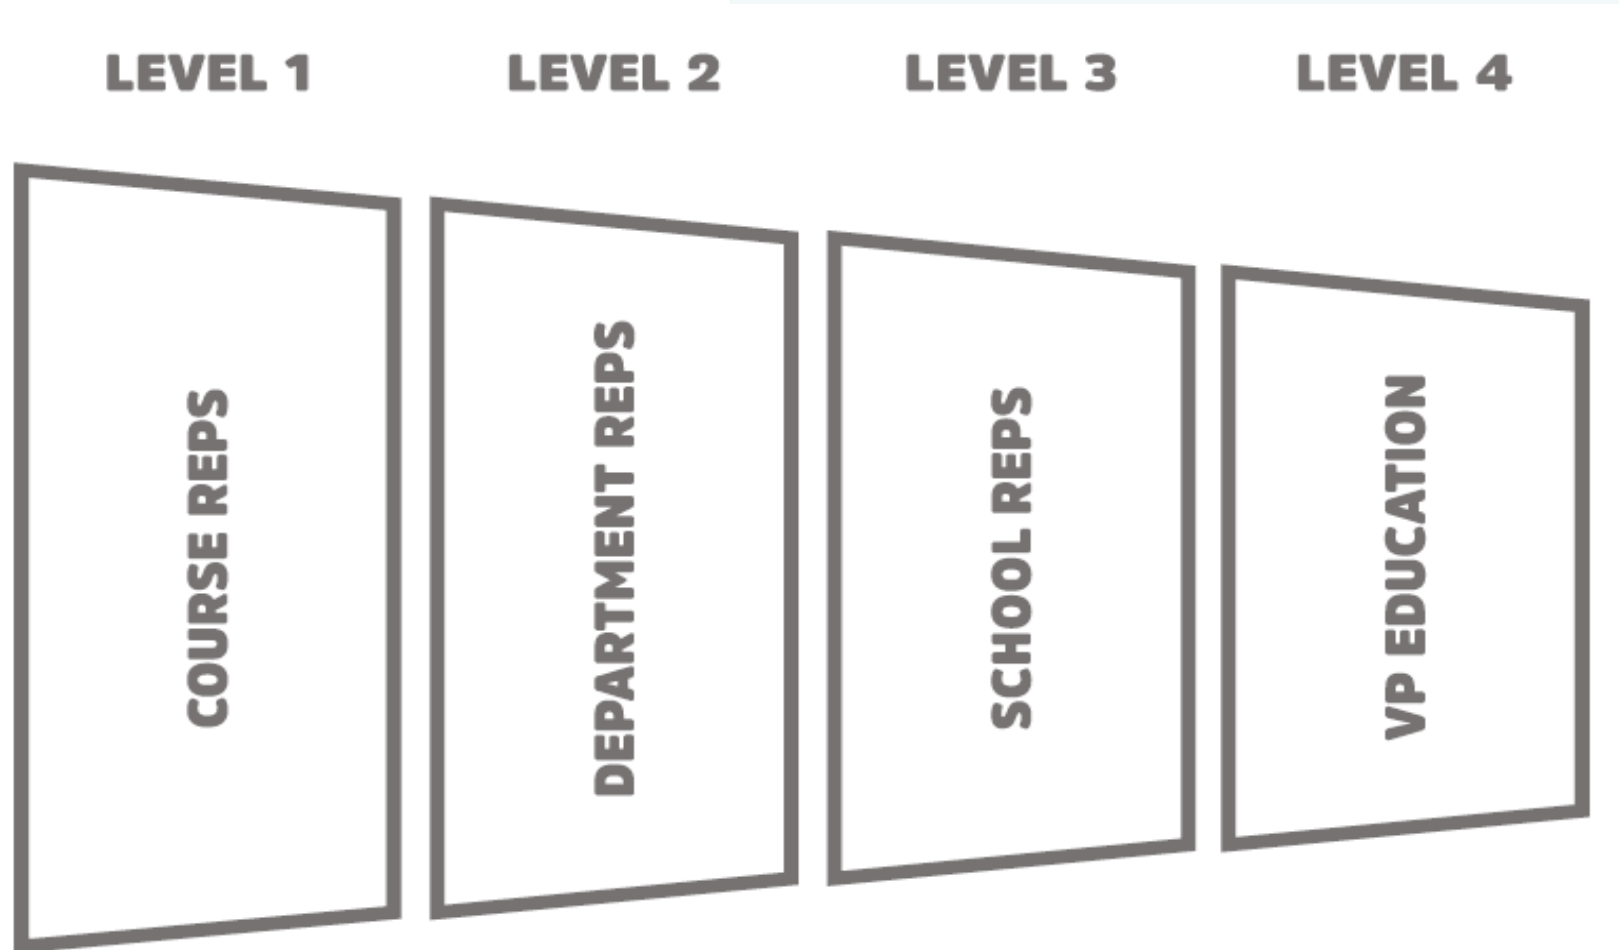 LEVEL 1
LEVEL 2
LEVEL 3
LEVEL 4
COURSE REPS
DEPARTMENT REPS
SCHOOL REPS
VP EDUCATION